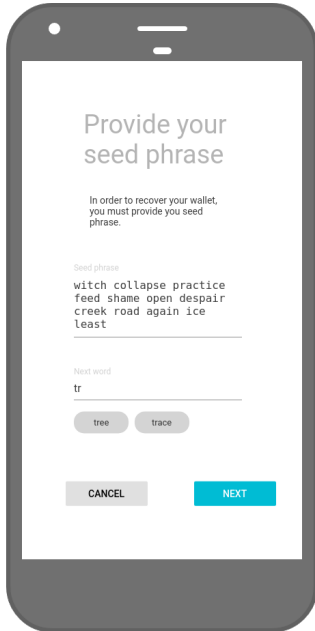 Provide your
seed phrase
In order to recover your wallet,
you must provide you seed
phrase.
Seed phrase
witch collapse practice
feed shame open despair
creek road again ice
least
Next word
tr
tree trace
CANCEL NEXT